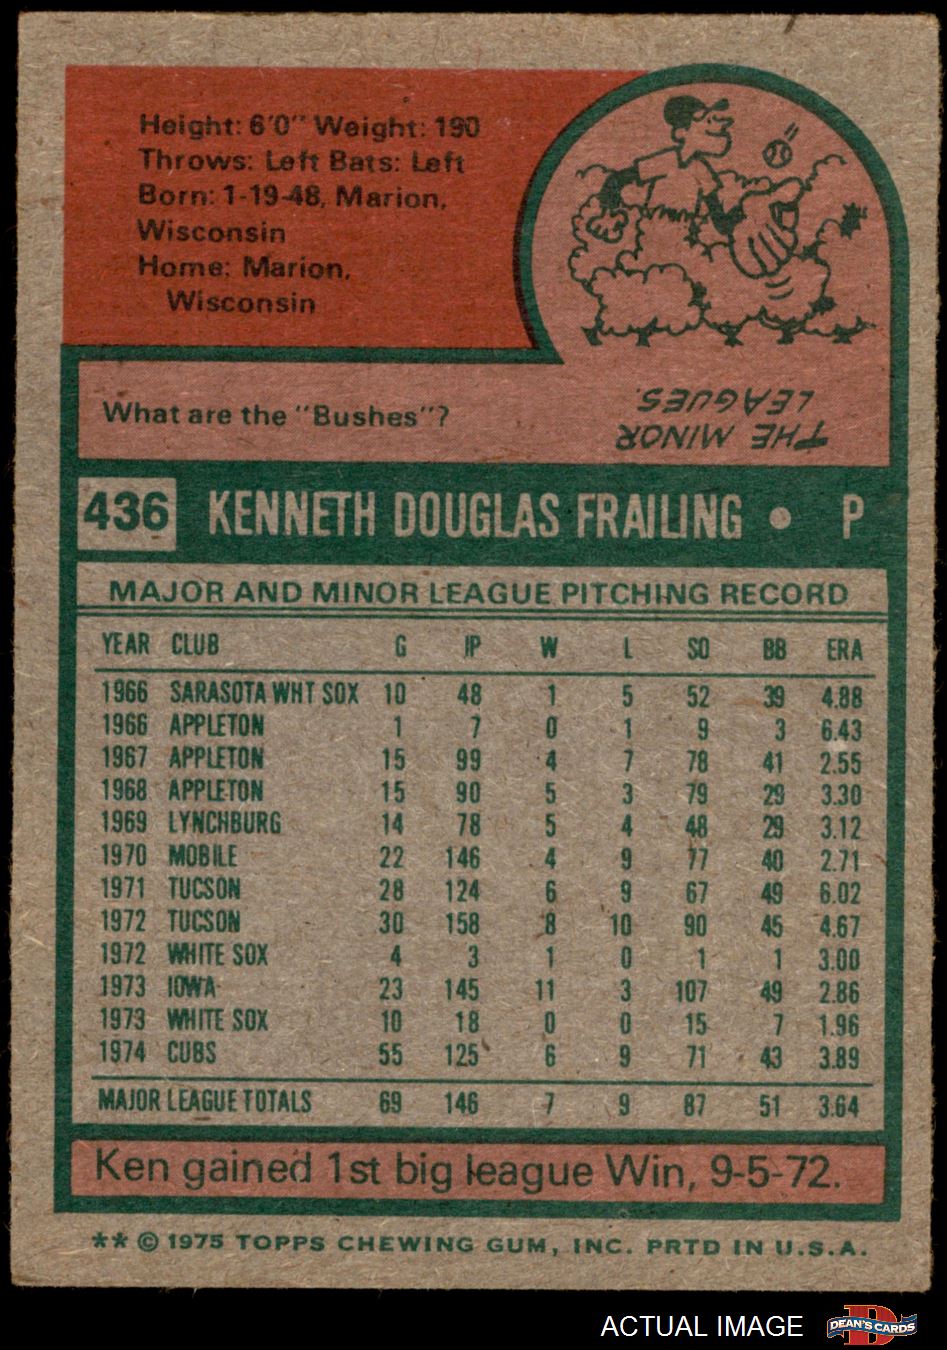 Height: 6'0" Weight: 190
Throws: Left Bats: Left
Born: 1-19-48, Marion,
Wisconsin
Home: Marion,
Wisconsin
What are the "Bushes"?
THE MINOR
LEAGUES.
436 KENNETH DOUGLAS FRAILING • P
MAJOR AND MINOR LEAGUE PITCHING RECORD
YEAR CLUB G IP W L SO BB ERA
1966 SARASOTA WHT SOX 10 48 1 5 52 39 4.88
1966 APPLETON 1 7 0 1 9 3 6.43
1967 APPLETON 15 99 4 7 78 41 2.55
1968 APPLETON 15 90 5 3 79 29 3.30
1969 LYNCHBURG 14 78 5 4 48 29 3.12
1970 MOBILE 22 146 4 9 77 40 2.71
1971 TUCSON 28 124 6 9 67 49 6.02
1972 TUCSON 30 158 8 10 90 45 4.67
1972 WHITE SOX 4 3 1 0 1 1 3.00
1973 IOWA 23 145 11 3 107 49 2.86
1973 WHITE SOX 10 18 0 0 15 7 1.96
1974 CUBS 55 125 6 9 71 43 3.89
MAJOR LEAGUE TOTALS 69 146 7 9 87 51 3.64
Ken gained 1st big league Win, 9-5-72.
** © 1975 TOPPS CHEWING GUM, INC. PRTD IN U.S.A.
ACTUAL IMAGE
D
DEAN'S CARDS